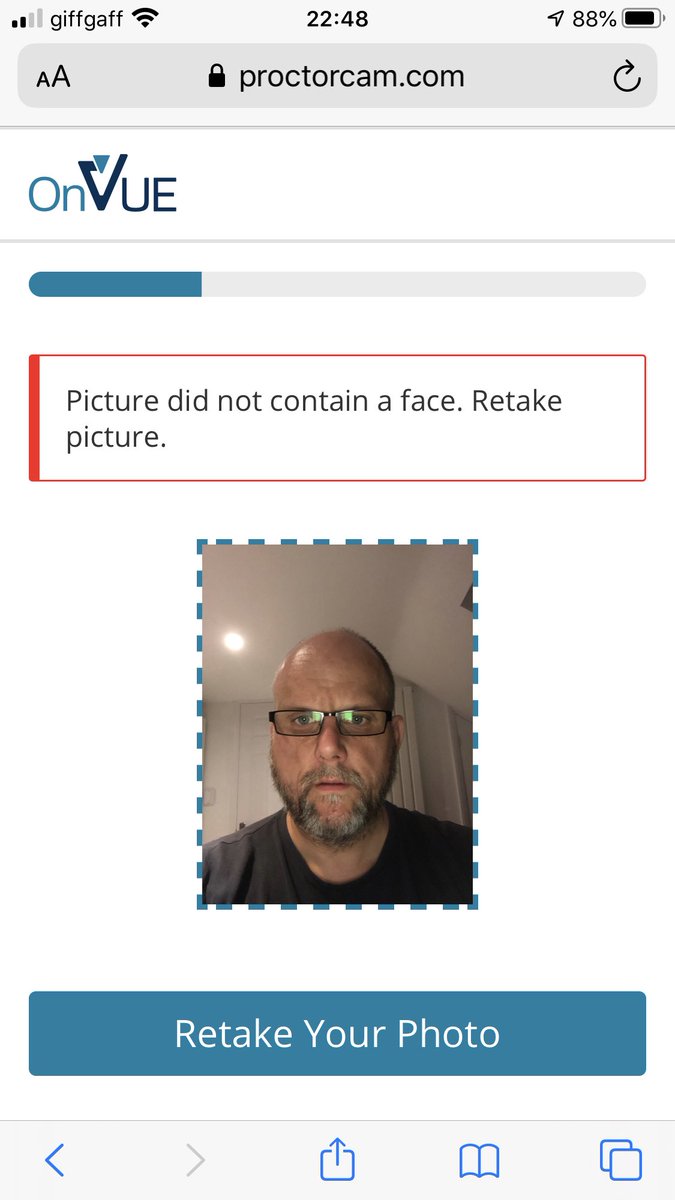 giffgaff 22:48 88%
AA proctorcam.com
OnVUE
Picture did not contain a face. Retake
picture.
Retake Your Photo